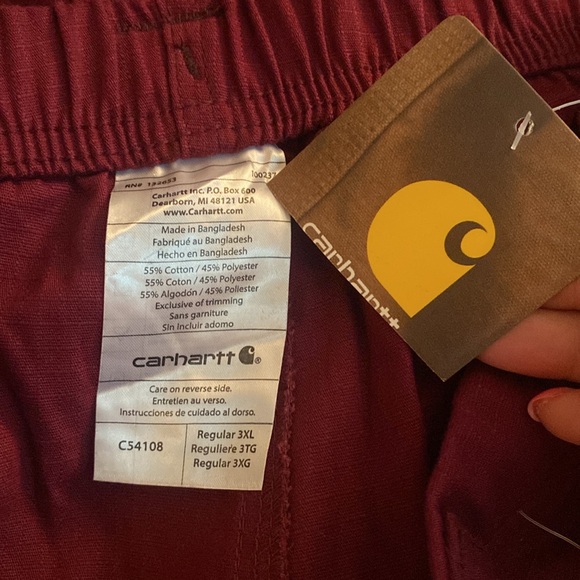 RN# 155653
00237
Carhartt Inc. P.O. Box 600
Dearborn, MI 48121 USA
www.Carhartt.com
Made in Bangladesh
Fabriqué au Bangladesh
Hecho en Bangladesh
55% Cotton / 45% Polyester
55% Coton / 45% Polyester
55% Algodón / 45% Poliester
Exclusive of trimming
Sans garniture
Sin Incluir adorno
carhartt ®
Care on reverse side.
Entretien au verso.
Instrucciones de cuidado al dorso.
C54108
Regular 3XL
Regulière 3TG
Regular 3XG
carhartt